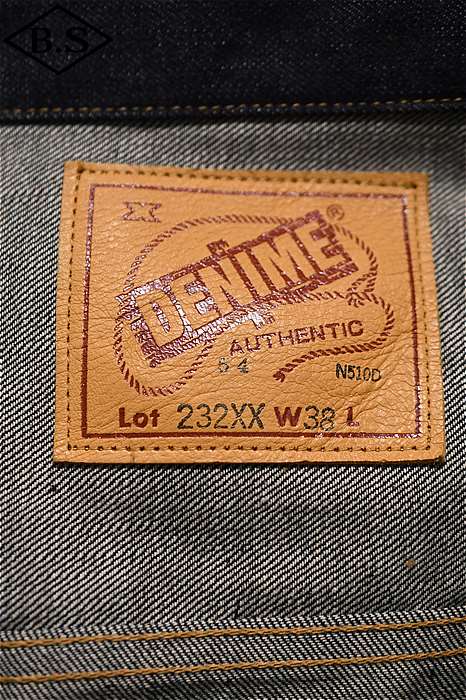 B.S
XX
DENIME®
AUTHENTIC
54
N510D
Lot 232XX W38 L